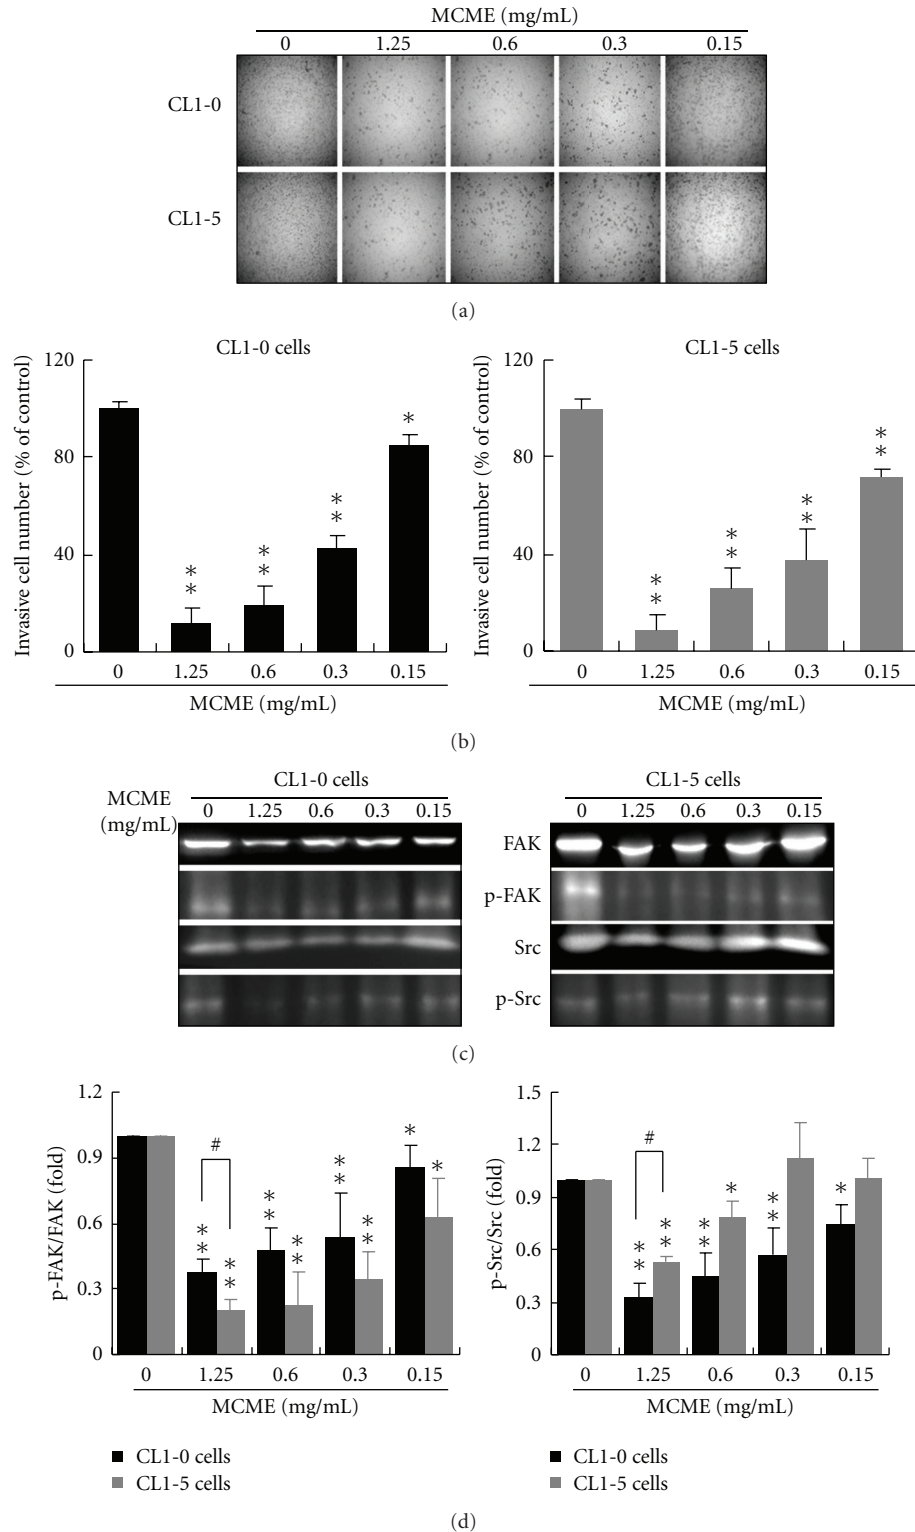 MCME (mg/mL)
0 1.25 0.6 0.3 0.15
CL1-0
CL1-5
(a)
CL1-0 cells
Invasive cell number (% of control)
120
80
40
0
∗∗ ∗∗ ∗∗ ∗
0 1.25 0.6 0.3 0.15
MCME (mg/mL)
CL1-5 cells
Invasive cell number (% of control)
120
80
40
0
∗∗ ∗∗ ∗∗ ∗∗
0 1.25 0.6 0.3 0.15
MCME (mg/mL)
(b)
CL1-0 cells CL1-5 cells
MCME
(mg/mL)
0 1.25 0.6 0.3 0.15 0 1.25 0.6 0.3 0.15
FAK
p-FAK
Src
p-Src
(c)
p-FAK/FAK (fold)
1.2
0.9
0.6
0.3
0
#
∗∗ ∗∗ ∗∗ ∗∗ ∗∗ ∗∗ ∗ ∗
0 1.25 0.6 0.3 0.15
MCME (mg/mL)
CL1-0 cells
CL1-5 cells
p-Src/Src (fold)
1.5
1.2
0.9
0.6
0.3
0
#
∗∗ ∗∗ ∗∗ ∗ ∗∗ ∗
0 1.25 0.6 0.3 0.15
MCME (mg/mL)
CL1-0 cells
CL1-5 cells
(d)